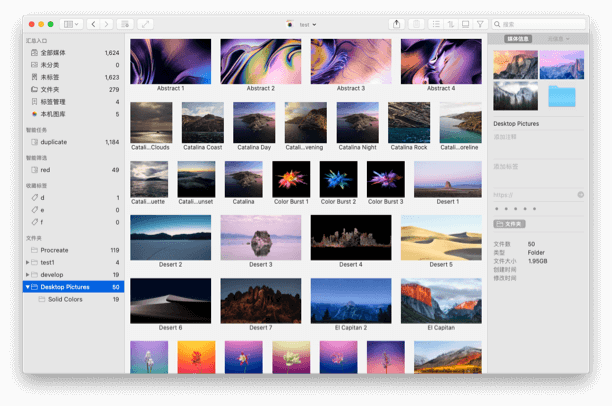 test
搜索
汇总入口
全部媒体 1,624
未分类 0
未标签 1,623
文件夹 279
标签管理 4
本机图库 5
智能任务
duplicate 1,184
智能筛选
red 49
收藏标签
d 1
e 0
f 0
文件夹
Procreate 119
test1 4
develop 19
Desktop Pictures 50
Solid Colors 19
Abstract 1 Abstract 2 Abstract 3 Abstract 4
Catali...Clouds Catalina Coast Catalina Day Catali...vening Catalina Night Catalina Rock Catali...oreline
Catali...uette Catali...unset Catalina Color Burst 1 Color Burst 2 Color Burst 3 Desert 1
Desert 2 Desert 3 Desert 4 Desert 5
Desert 6 Desert 7 El Capitan 2 El Capitan
媒体信息
Desktop Pictures
添加注释
添加标签
https://
文件夹
文件数 50
类型 Folder
文件大小 1.95GB
创建时间
修改时间